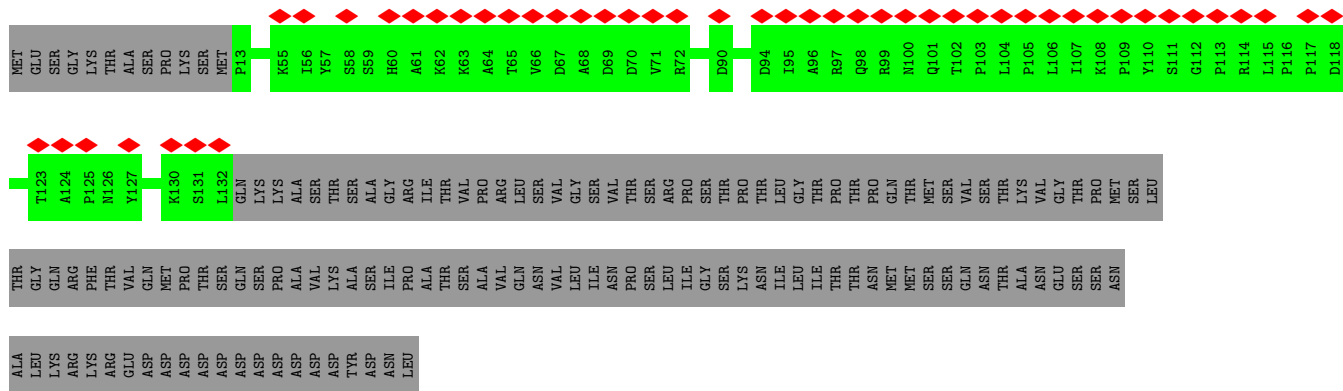 MET GLU SER GLY LYS THR ALA SER PRO LYS SER MET P13 K55 I56 Y57 S58 S59 H60 A61 K62 K63 A64 T65 V66 D67 A68 D69 D70 V71 R72 D90 D94 I95 A96 R97 Q98 R99 N100 Q101 T102 P103 L104 P105 L106 I107 K108 P109 Y110 S111 G112 P113 R114 L115 P116 P117 D118
T123 A124 P125 N126 Y127 K130 S131 L132 GLN LYS LYS ALA SER THR SER ALA GLY ARG ILE THR VAL PRO ARG LEU SER VAL GLY SER VAL THR SER ARG PRO SER THR PRO THR LEU GLY THR PRO THR PRO GLN THR MET SER VAL SER THR LYS VAL GLY THR PRO MET SER LEU
THR GLY GLN ARG PHE THR VAL GLN MET PRO THR SER GLN SER PRO ALA VAL LYS ALA SER ILE PRO ALA THR SER ALA VAL GLN ASN VAL LEU ILE ASN PRO SER LEU ILE GLY SER LYS ASN ILE LEU ILE THR THR ASN MET MET SER SER GLN ASN THR ALA ASN GLU SER SER ASN
ALA LEU LYS ARG LYS ARG GLU ASP ASP ASP ASP ASP ASP ASP ASP ASP ASP ASP TYR ASP ASN LEU